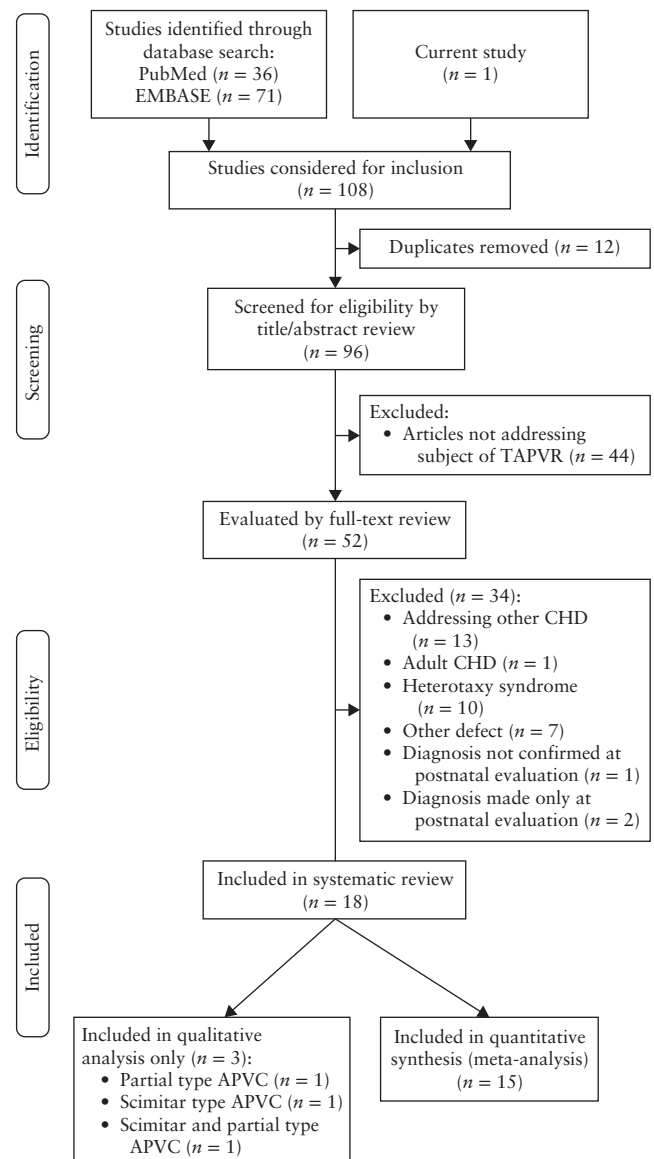 Identification
Studies identified through
database search:
PubMed (n = 36)
EMBASE (n = 71)
Current study
(n = 1)
Studies considered for inclusion
(n = 108)
Duplicates removed (n = 12)
Screening
Screened for eligibility by
title/abstract review
(n = 96)
Excluded:
• Articles not addressing
subject of TAPVR (n = 44)
Evaluated by full-text review
(n = 52)
Eligibility
Excluded (n = 34):
• Addressing other CHD
(n = 13)
• Adult CHD (n = 1)
• Heterotaxy syndrome
(n = 10)
• Other defect (n = 7)
• Diagnosis not confirmed at
postnatal evaluation (n = 1)
• Diagnosis made only at
postnatal evaluation (n = 2)
Included
Included in systematic review
(n = 18)
Included in qualitative
analysis only (n = 3):
• Partial type APVC (n = 1)
• Scimitar type APVC (n = 1)
• Scimitar and partial type
APVC (n = 1)
Included in quantitative
synthesis (meta-analysis)
(n = 15)